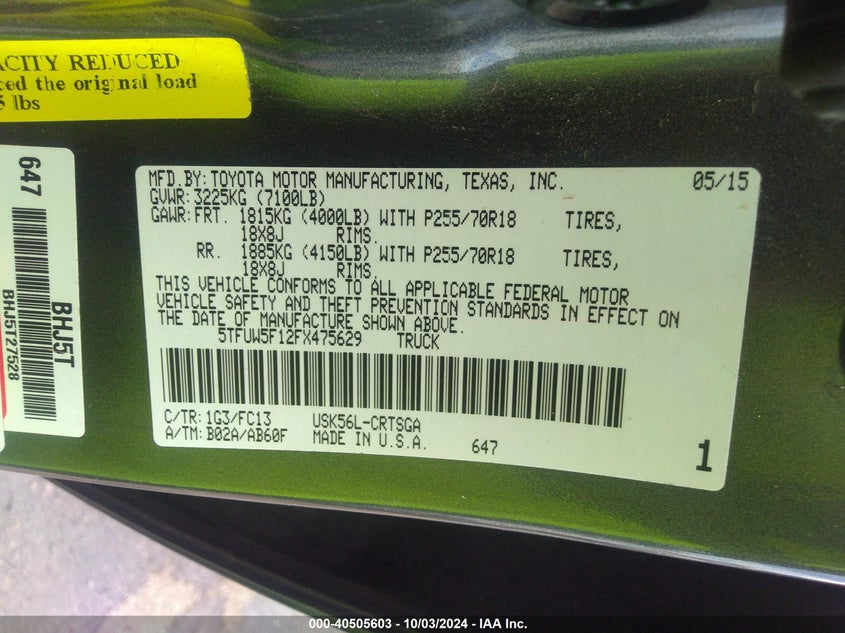 ACITY REDUCED
ced the original load
5 lbs
647
BHJ5T
BHJ5T27528
MFD.BY: TOYOTA MOTOR MANUFACTURING, TEXAS, INC. 05/15
GVWR: 3225KG (7100LB)
GAWR: FRT. 1815KG (4000LB) WITH P255/70R18 TIRES,
18X8J RIMS.
RR. 1885KG (4150LB) WITH P255/70R18 TIRES,
18X8J RIMS.
THIS VEHICLE CONFORMS TO ALL APPLICABLE FEDERAL MOTOR
VEHICLE SAFETY AND THEFT PREVENTION STANDARDS IN EFFECT ON
THE DATE OF MANUFACTURE SHOWN ABOVE.
5TFUW5F12FX475629 TRUCK
C/TR: 1G3/FC13 USK56L-CRTSGA
A/TM: B02A/AB60F MADE IN U.S.A. 647
1
000-40505603 - 10/03/2024 - IAA Inc.